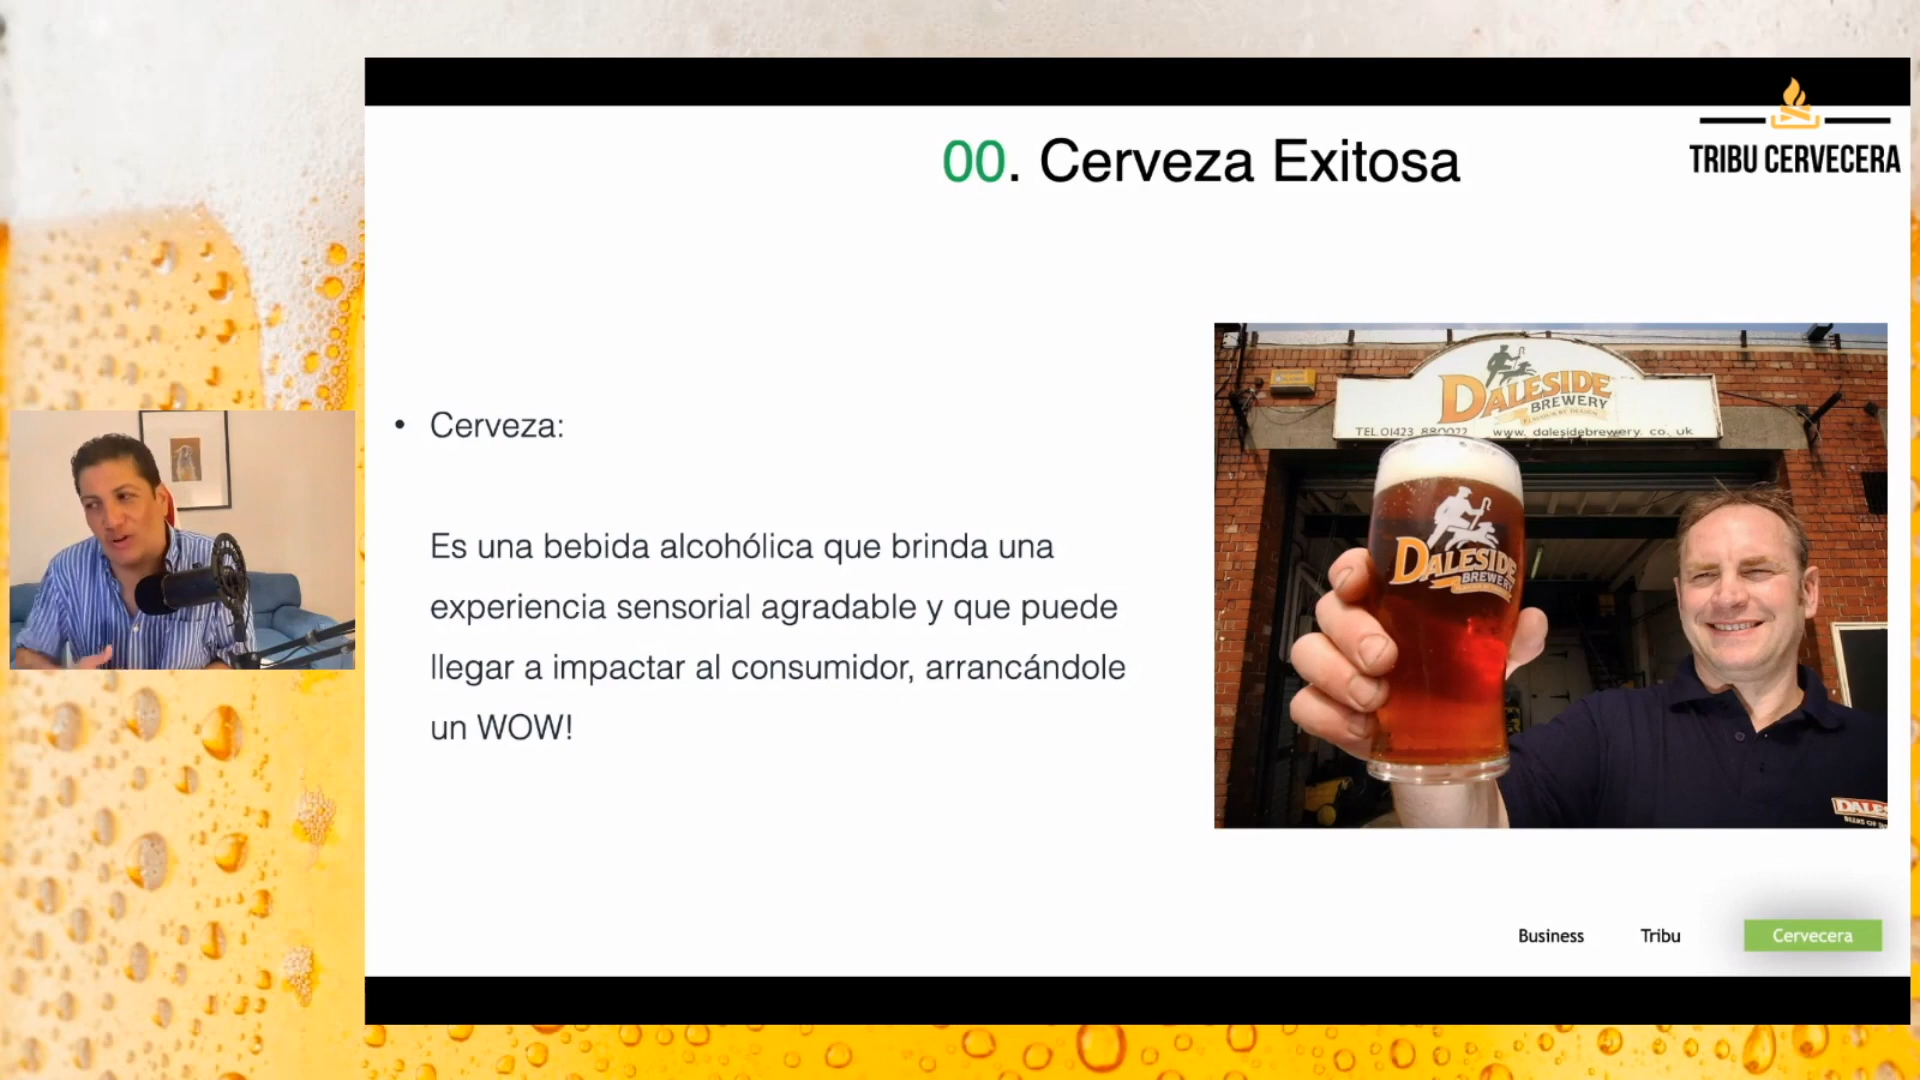 00. Cerveza Exitosa
TRIBU CERVECERA
• Cerveza:
Es una bebida alcohólica que brinda una
experiencia sensorial agradable y que puede
llegar a impactar al consumidor, arrancándole
un WOW!
DALESIDE
BREWERY
TEL.01423 880022 www.dalesidebrewery.co.uk
DALESIDE
BREWERY
DALES
Business Tribu Cervecera